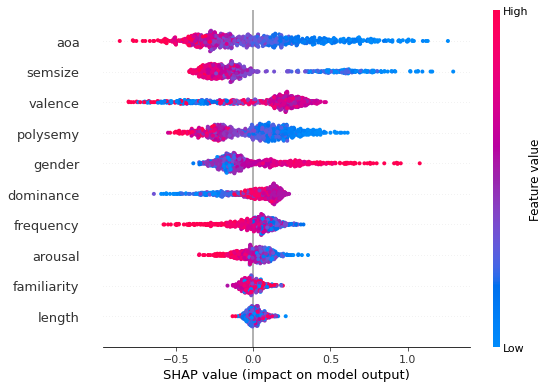 High
aoa
semsize
valence
polysemy
gender
dominance
frequency
arousal
familiarity
length
Feature value
Low
−0.5 0.0 0.5 1.0
SHAP value (impact on model output)